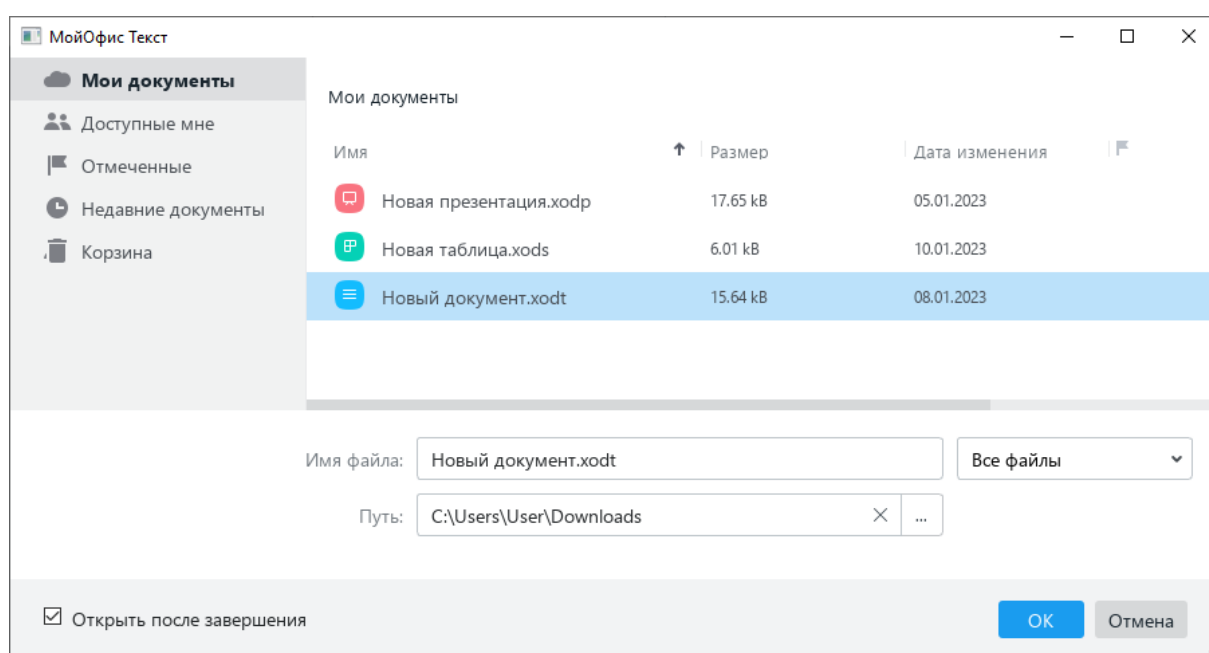 МойОфис Текст
Мои документы
Доступные мне
Отмеченные
Недавние документы
Корзина
Мои документы
Имя Размер Дата изменения
Новая презентация.xodp 17.65 kB 05.01.2023
Новая таблица.xods 6.01 kB 10.01.2023
Новый документ.xodt 15.64 kB 08.01.2023
Имя файла: Новый документ.xodt Все файлы
Путь: C:\Users\User\Downloads ...
Открыть после завершения ОК Отмена